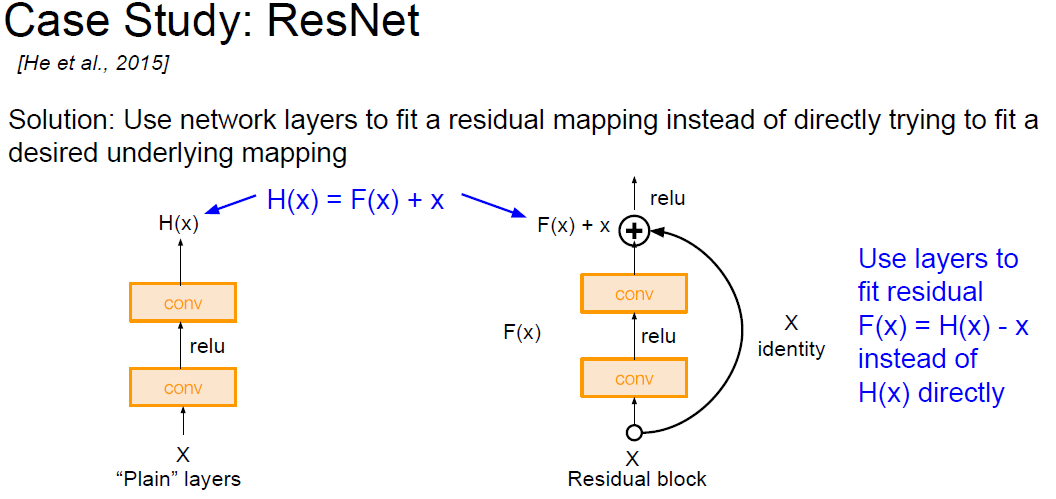 Case Study: ResNet
[He et al., 2015]
Solution: Use network layers to fit a residual mapping instead of directly trying to fit a
desired underlying mapping
H(x) = F(x) + x
H(x)
conv
relu
conv
X
"Plain" layers
relu
F(x) + x
+
conv
F(x)
relu
conv
X
identity
X
Residual block
Use layers to
fit residual
F(x) = H(x) - x
instead of
H(x) directly